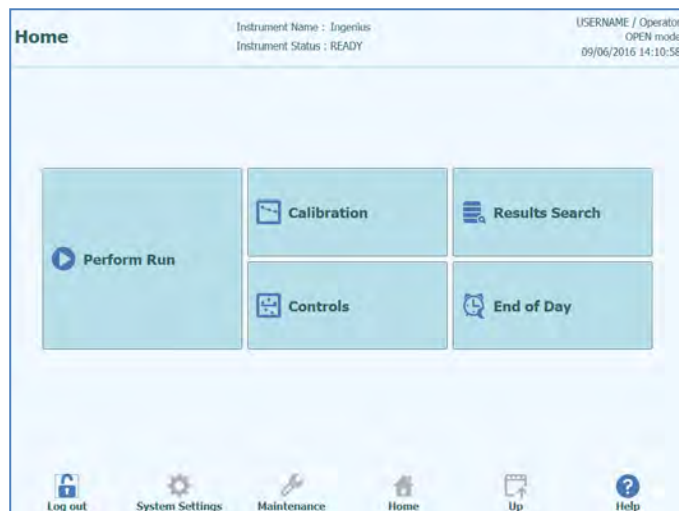 Home
Instrument Name : Ingenius
Instrument Status : READY
USERNAME / Operator
OPEN mode
09/06/2016 14:10:58
Perform Run
Calibration
Results Search
Controls
End of Day
Log out
System Settings
Maintenance
Home
Up
Help